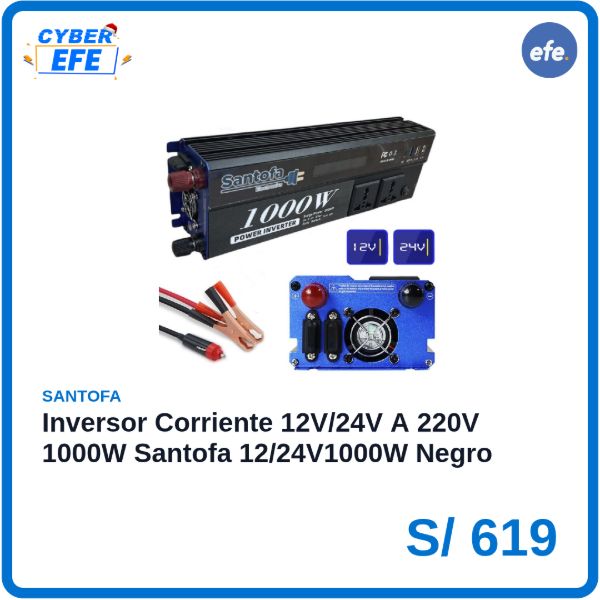 CYBER
EFE
efe.
Santofa
1000W
POWER INVERTER
12V
24V
SANTOFA
Inversor Corriente 12V/24V A 220V
1000W Santofa 12/24V1000W Negro
S/ 619